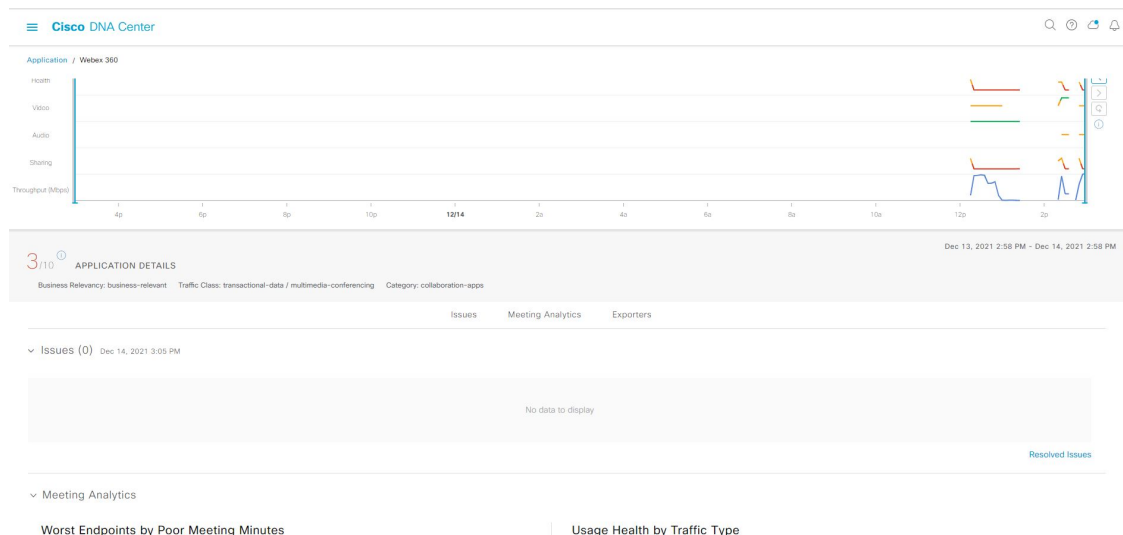 Cisco DNA Center
Application / Webex 360
Health
Video
Audio
Sharing
Throughput (Mbps)
4p 6p 8p 10p 12/14 2a 4a 6a 8a 10a 12p 2p
Dec 13, 2021 2:58 PM - Dec 14, 2021 2:58 PM
3/10 APPLICATION DETAILS
Business Relevancy: business-relevant Traffic Class: transactional-data / multimedia-conferencing Category: collaboration-apps
Issues Meeting Analytics Exporters
Issues (0) Dec 14, 2021 3:05 PM
No data to display
Resolved Issues
Meeting Analytics
Worst Endpoints by Poor Meeting Minutes Usage Health by Traffic Type